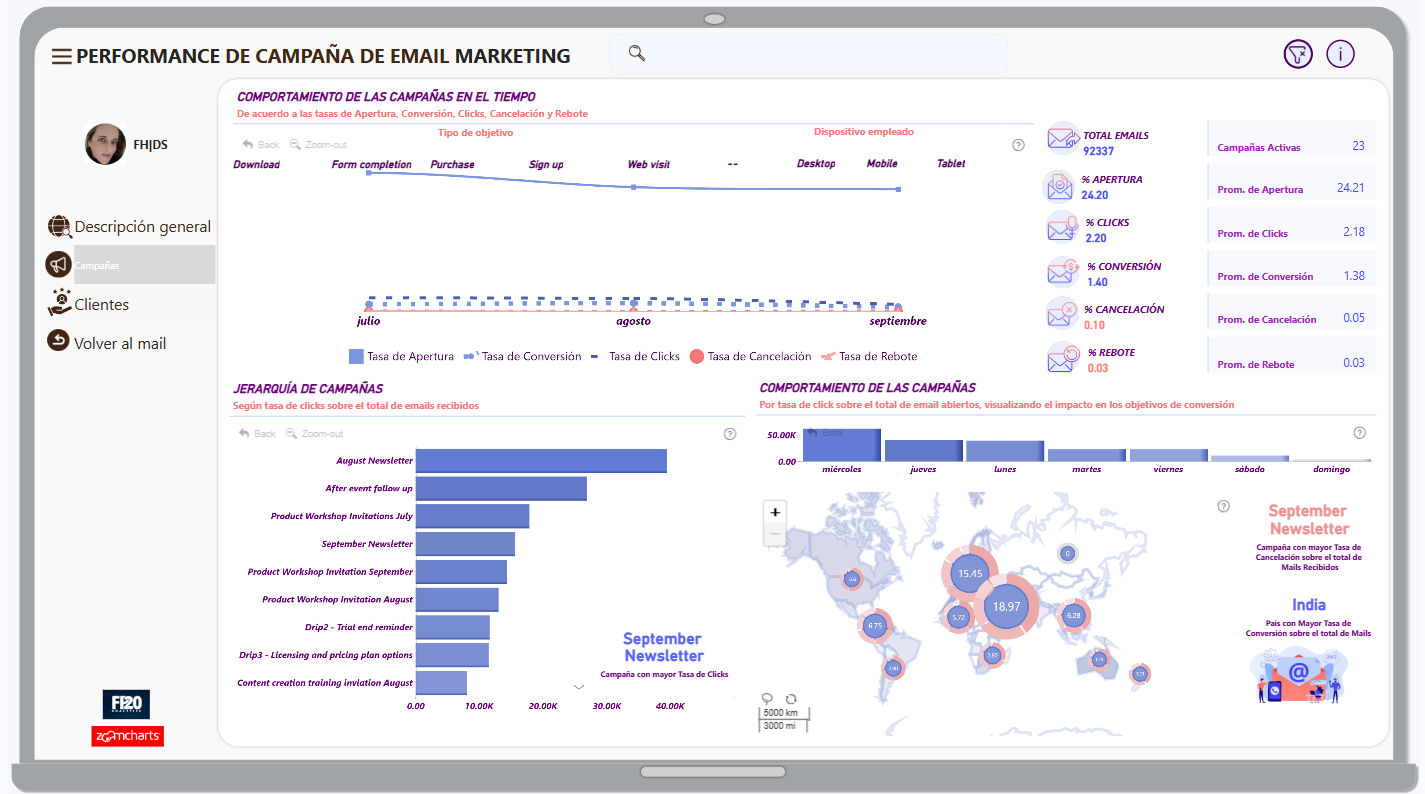 PERFORMANCE DE CAMPAÑA DE EMAIL MARKETING
FH|DS
Descripción general
Campañas
Clientes
Volver al mail
FH20
ANALYTICS
zoomcharts
COMPORTAMIENTO DE LAS CAMPAÑAS EN EL TIEMPO
De acuerdo a las tasas de Apertura, Conversión, Clicks, Cancelación y Rebote
Tipo de objetivo
Dispositivo empleado
Back
Zoom-out
Download
Form completion
Purchase
Sign up
Web visit
--
Desktop
Mobile
Tablet
julio
agosto
septiembre
Tasa de Apertura
Tasa de Conversión
Tasa de Clicks
Tasa de Cancelación
Tasa de Rebote
TOTAL EMAILS
92337
% APERTURA
24.20
% CLICKS
2.20
% CONVERSIÓN
1.40
% CANCELACIÓN
0.10
% REBOTE
0.03
Campañas Activas 23
Prom. de Apertura 24.21
Prom. de Clicks 2.18
Prom. de Conversión 1.38
Prom. de Cancelación 0.05
Prom. de Rebote 0.03
JERARQUÍA DE CAMPAÑAS
Según tasa de clicks sobre el total de emails recibidos
Back
Zoom-out
August Newsletter
After event follow up
Product Workshop Invitations July
September Newsletter
Product Workshop Invitation September
Product Workshop Invitation August
Drip2 - Trial end reminder
Drip3 - Licensing and pricing plan options
Content creation training inviation August
0.00 10.00K 20.00K 30.00K 40.00K
September
Newsletter
Campaña con mayor Tasa de Clicks
COMPORTAMIENTO DE LAS CAMPAÑAS
Por tasa de click sobre el total de email abiertos, visualizando el impacto en los objetivos de conversión
Back
50.00K
0.00
miércoles
jueves
lunes
martes
viernes
sábado
domingo
+
−
15.45
18.97
0
5.72
6.28
6.75
5000 km
3000 mi
September
Newsletter
Campaña con mayor Tasa de
Cancelación sobre el total de
Mails Recibidos
India
País con Mayor Tasa de
Conversión sobre el total de Mails
@
24/7